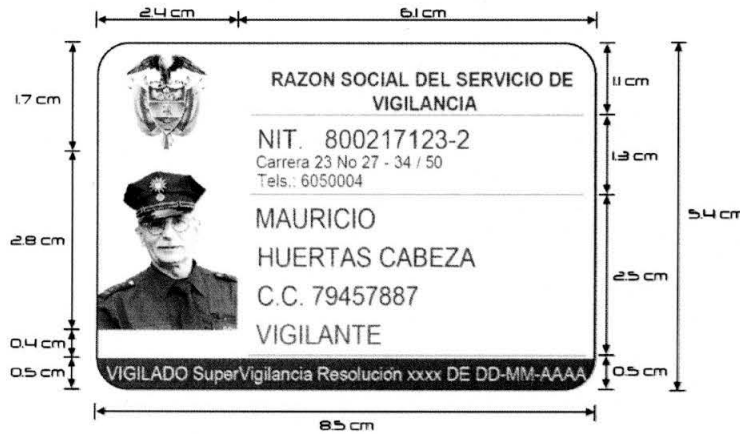 2.4 cm
6.1 cm
1.7 cm
2.8 cm
0.4 cm
0.5 cm
RAZON SOCIAL DEL SERVICIO DE
VIGILANCIA
NIT. 800217123-2
Carrera 23 No 27 - 34 / 50
Tels.: 6050004
MAURICIO
HUERTAS CABEZA
C.C. 79457887
VIGILANTE
VIGILADO SuperVigilancia Resolución xxxx DE DD-MM-AAAA
1.1 cm
1.3 cm
2.5 cm
0.5 cm
5.4 cm
8.5 cm